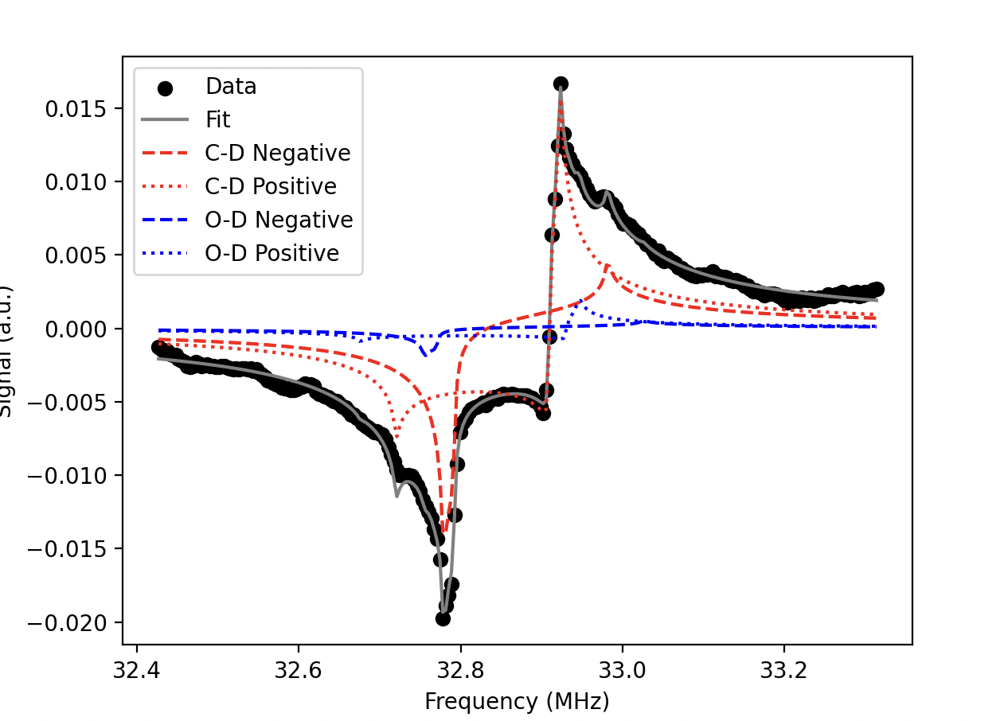 Data
Fit
C-D Negative
C-D Positive
O-D Negative
O-D Positive
0.015
0.010
0.005
0.000
−0.005
−0.010
−0.015
−0.020
Signal (a.u.)
32.4 32.6 32.8 33.0 33.2
Frequency (MHz)